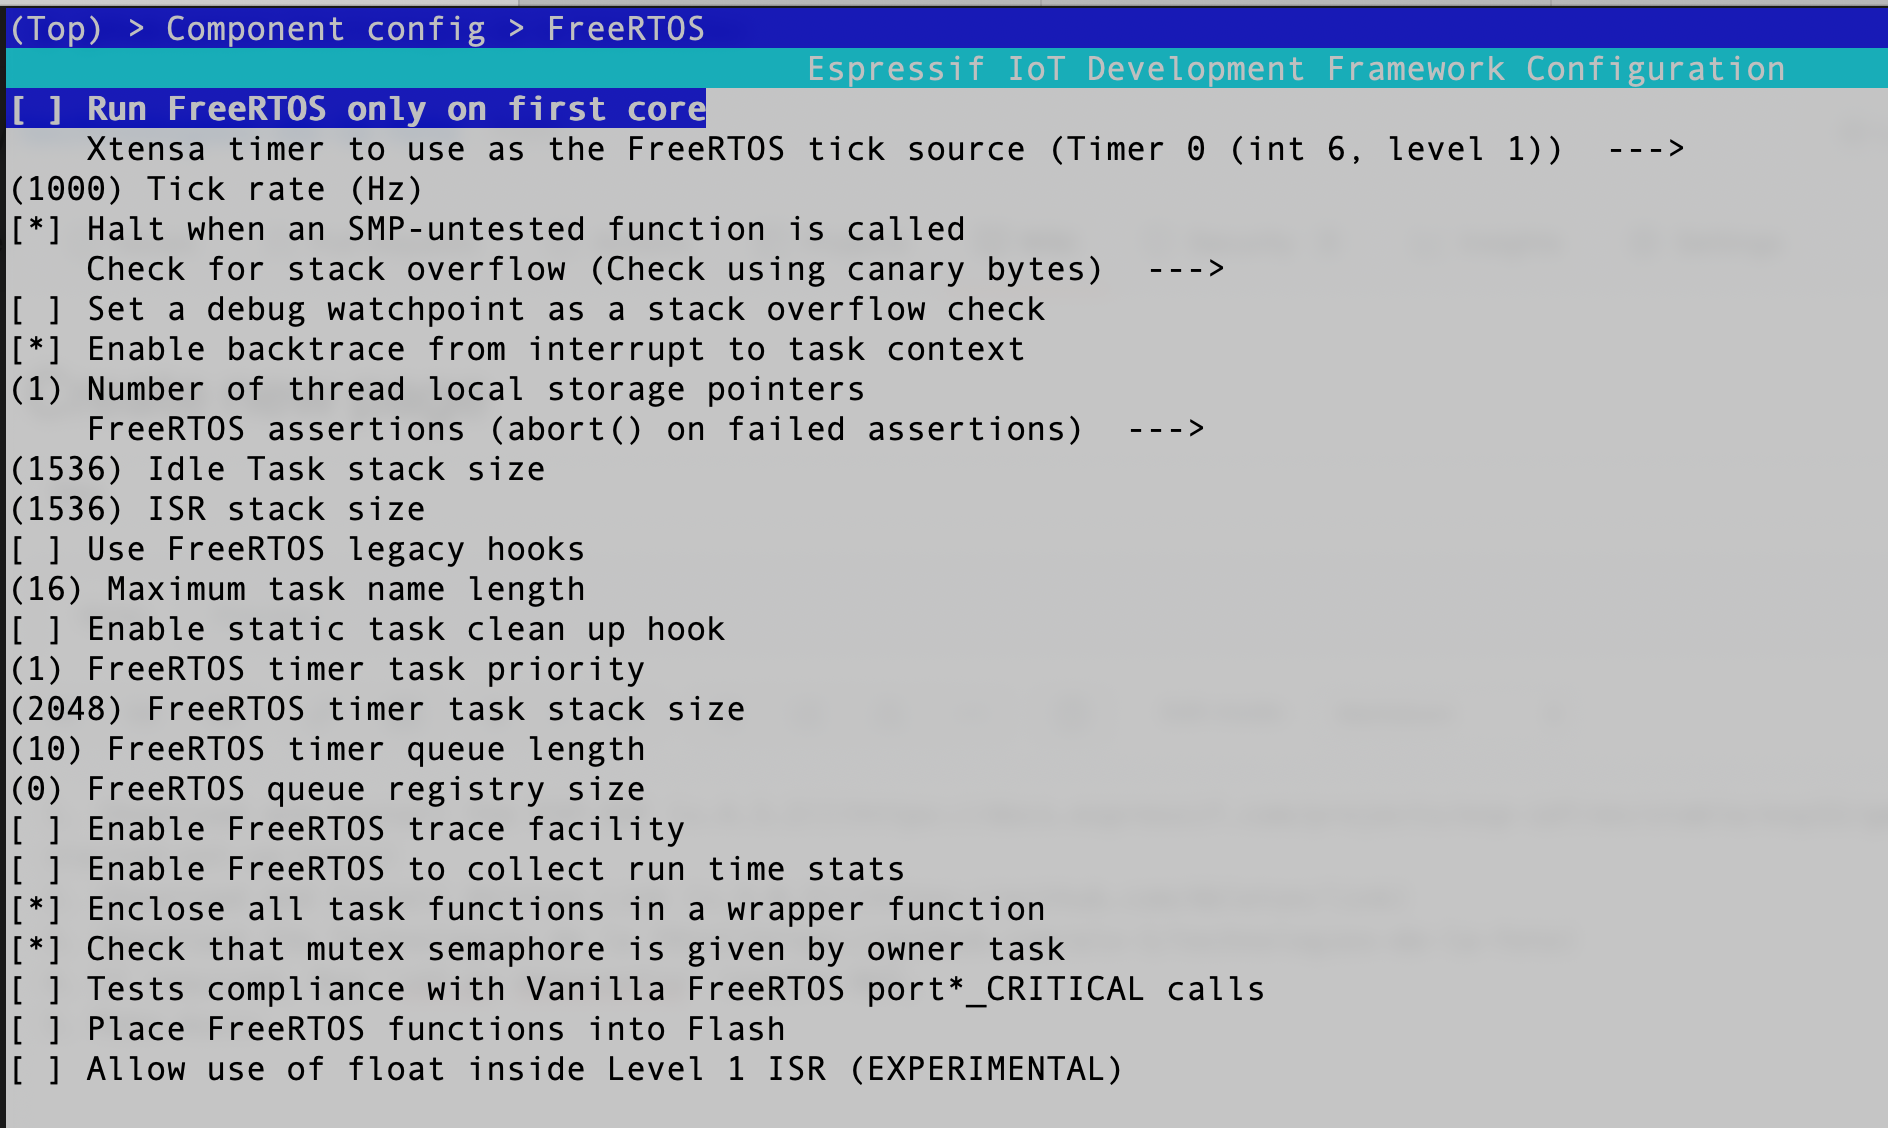 (Top) > Component config > FreeRTOS
Espressif IoT Development Framework Configuration
[ ] Run FreeRTOS only on first core
    Xtensa timer to use as the FreeRTOS tick source (Timer 0 (int 6, level 1))  --->
(1000) Tick rate (Hz)
[*] Halt when an SMP-untested function is called
    Check for stack overflow (Check using canary bytes)  --->
[ ] Set a debug watchpoint as a stack overflow check
[*] Enable backtrace from interrupt to task context
(1) Number of thread local storage pointers
    FreeRTOS assertions (abort() on failed assertions)  --->
(1536) Idle Task stack size
(1536) ISR stack size
[ ] Use FreeRTOS legacy hooks
(16) Maximum task name length
[ ] Enable static task clean up hook
(1) FreeRTOS timer task priority
(2048) FreeRTOS timer task stack size
(10) FreeRTOS timer queue length
(0) FreeRTOS queue registry size
[ ] Enable FreeRTOS trace facility
[ ] Enable FreeRTOS to collect run time stats
[*] Enclose all task functions in a wrapper function
[*] Check that mutex semaphore is given by owner task
[ ] Tests compliance with Vanilla FreeRTOS port*_CRITICAL calls
[ ] Place FreeRTOS functions into Flash
[ ] Allow use of float inside Level 1 ISR (EXPERIMENTAL)